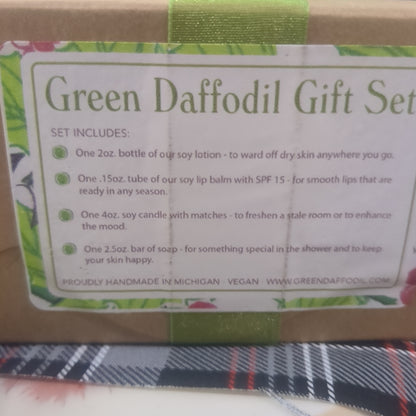 Green Daffodil Gift Set
SET INCLUDES:
One 2oz. bottle of our soy lotion - to ward off dry skin anywhere you go.
One .15oz. tube of our soy lip balm with SPF 15 - for smooth lips that are
ready in any season.
One 4oz. soy candle with matches - to freshen a stale room or to enhance
the mood.
One 2.5oz. bar of soap - for something special in the shower and to keep
your skin happy.
PROUDLY HANDMADE IN MICHIGAN · VEGAN · WWW.GREENDAFFODIL.COM